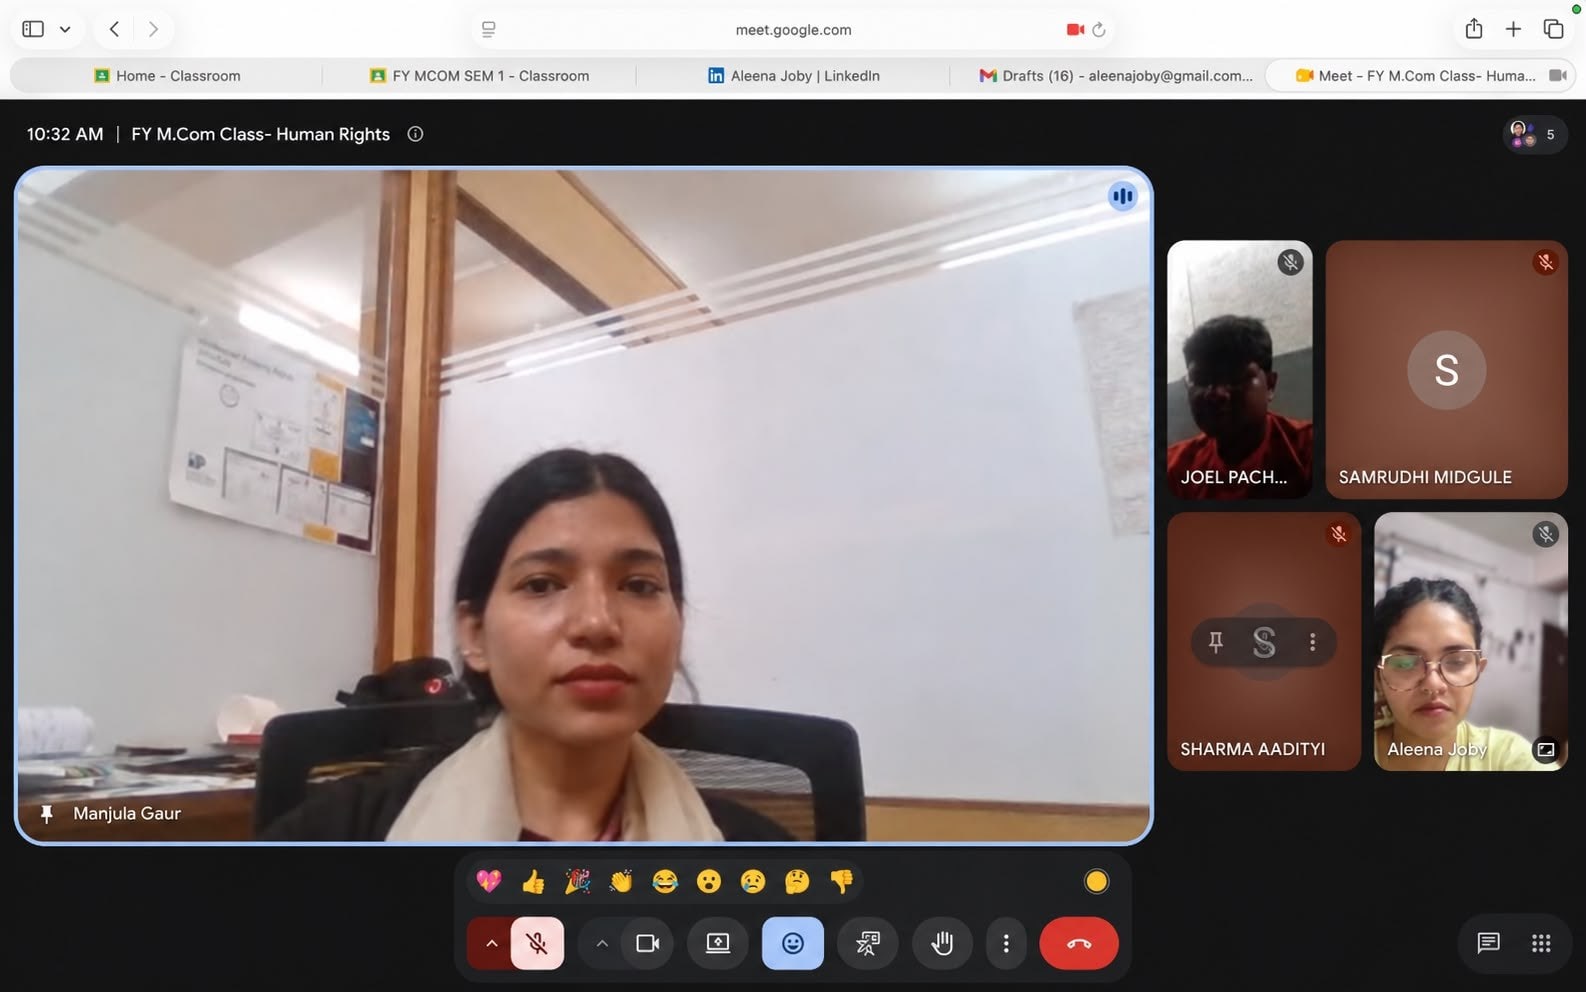 meet.google.com
Home - Classroom
FY MCOM SEM 1 - Classroom
Aleena Joby | LinkedIn
Drafts (16) - aleenajoby@gmail.com...
Meet - FY M.Com Class- Huma...
10:32 AM | FY M.Com Class- Human Rights
5
JOEL PACH...
S
SAMRUDHI MIDGULE
S
SHARMA AADITYI
Aleena Joby
Manjula Gaur